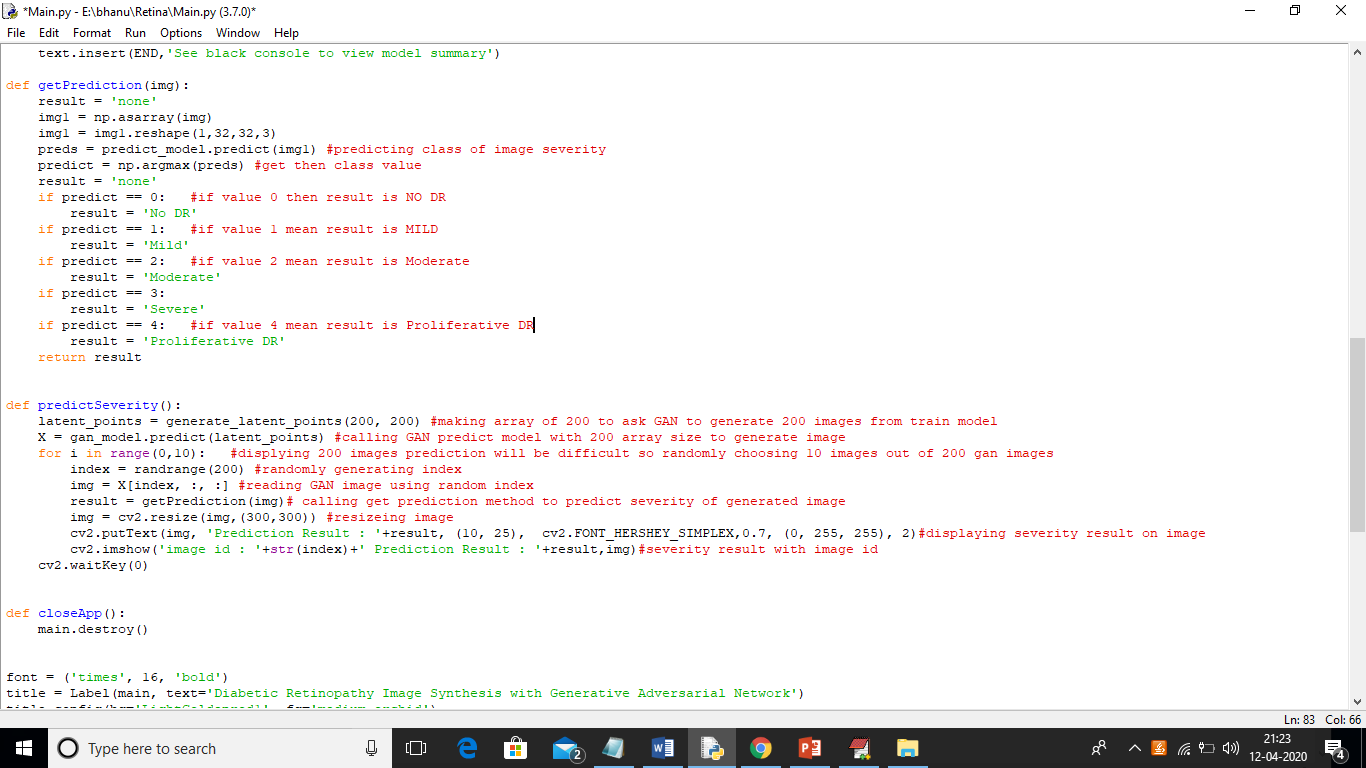 *Main.py - E:\bhanu\Retina\Main.py (3.7.0)*
File Edit Format Run Options Window Help
    text.insert(END,'See black console to view model summary')
def getPrediction(img):
    result = 'none'
    img1 = np.asarray(img)
    img1 = img1.reshape(1,32,32,3)
    preds = predict_model.predict(img1) #predicting class of image severity
    predict = np.argmax(preds) #get then class value
    result = 'none'
    if predict == 0:   #if value 0 then result is NO DR
        result = 'No DR'
    if predict == 1:   #if value 1 mean result is MILD
        result = 'Mild'
    if predict == 2:   #if value 2 mean result is Moderate
        result = 'Moderate'
    if predict == 3:
        result = 'Severe'
    if predict == 4:   #if value 4 mean result is Proliferative DR
        result = 'Proliferative DR'
    return result
def predictSeverity():
    latent_points = generate_latent_points(200, 200) #making array of 200 to ask GAN to generate 200 images from train model
    X = gan_model.predict(latent_points) #calling GAN predict model with 200 array size to generate image
    for i in range(0,10):   #displying 200 images prediction will be difficult so randomly choosing 10 images out of 200 gan images
        index = randrange(200) #randomly generating index
        img = X[index, :, :] #reading GAN image using random index
        result = getPrediction(img)# calling get prediction method to predict severity of generated image
        img = cv2.resize(img,(300,300)) #resizeing image
        cv2.putText(img, 'Prediction Result : '+result, (10, 25),  cv2.FONT_HERSHEY_SIMPLEX,0.7, (0, 255, 255), 2)#displaying severity result on image
        cv2.imshow('image id : '+str(index)+' Prediction Result : '+result,img)#severity result with image id
    cv2.waitKey(0)
def closeApp():
    main.destroy()
font = ('times', 16, 'bold')
title = Label(main, text='Diabetic Retinopathy Image Synthesis with Generative Adversarial Network')
Ln: 83 Col: 66
Type here to search
2
21:23
12-04-2020
4